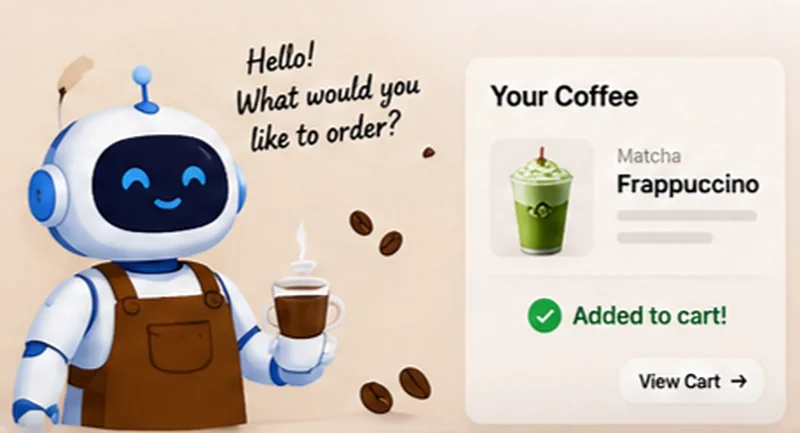 Hello!
What would you
like to order?
Your Coffee
Matcha
Frappuccino
Added to cart!
View Cart →